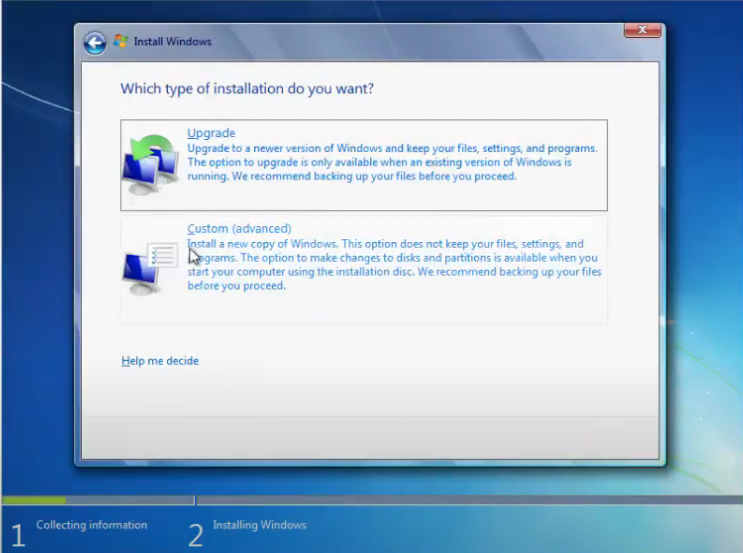 Install Windows
Which type of installation do you want?
Upgrade
Upgrade to a newer version of Windows and keep your files, settings, and programs.
The option to upgrade is only available when an existing version of Windows is
running. We recommend backing up your files before you proceed.
Custom (advanced)
Install a new copy of Windows. This option does not keep your files, settings, and
programs. The option to make changes to disks and partitions is available when you
start your computer using the installation disc. We recommend backing up your files
before you proceed.
Help me decide
1 Collecting information
2 Installing Windows